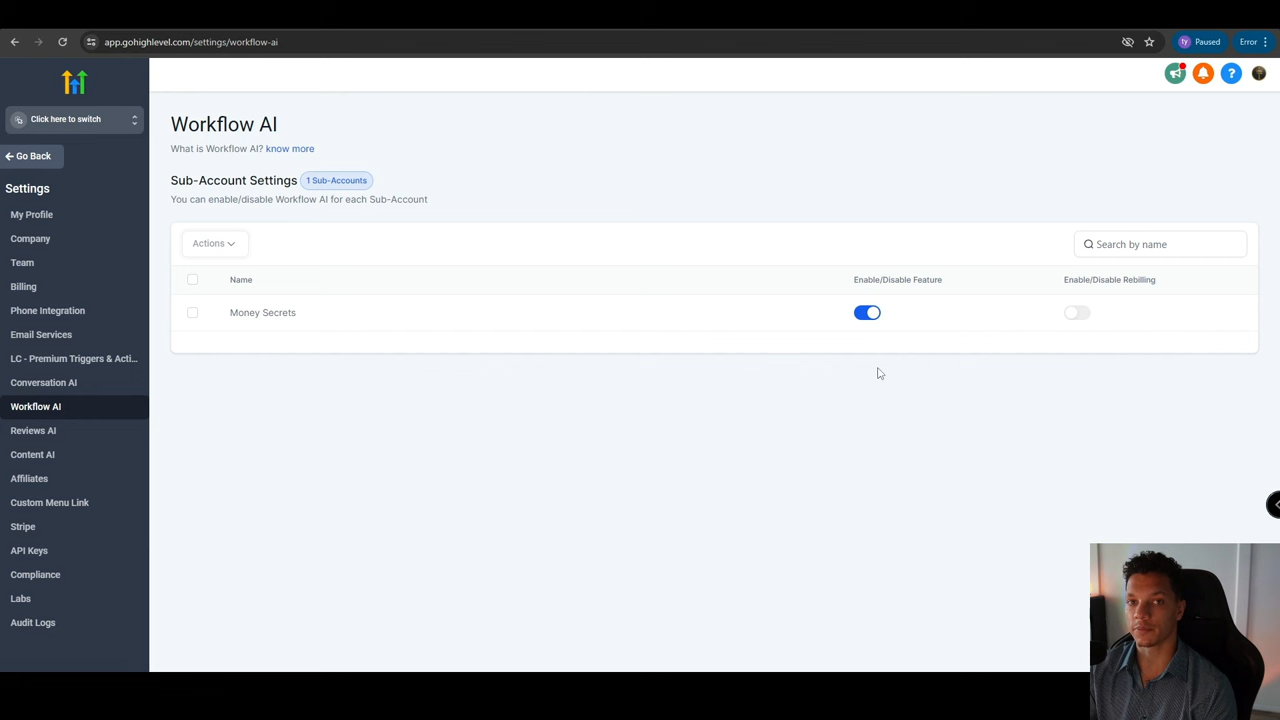 app.gohighlevel.com/settings/workflow-ai
ty
Paused
Error
Click here to switch
Go Back
Settings
My Profile
Company
Team
Billing
Phone Integration
Email Services
LC - Premium Triggers & Acti...
Conversation AI
Workflow AI
Reviews AI
Content AI
Affiliates
Custom Menu Link
Stripe
API Keys
Compliance
Labs
Audit Logs
Workflow AI
What is Workflow AI? know more
Sub-Account Settings 1 Sub-Accounts
You can enable/disable Workflow AI for each Sub-Account
Actions
Search by name
Name Enable/Disable Feature Enable/Disable Rebilling
Money Secrets